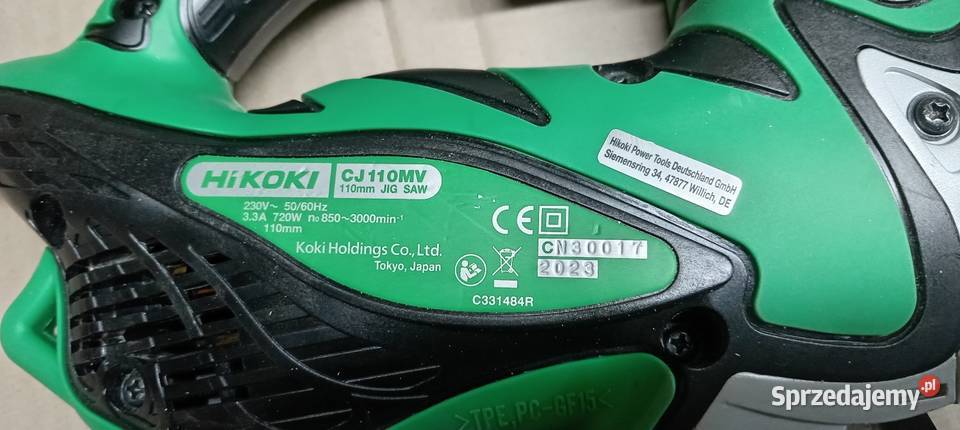 HiKOKI CJ110MV
110mm JIG SAW
230V~ 50/60Hz
3.3A 720W n₀ 850~3000min⁻¹
110mm
Koki Holdings Co., Ltd.
Tokyo, Japan
CE
CN30017
2023
C331484R
Hikoki Power Tools Deutschland GmbH
Siemensring 34, 47877 Willich, DE
>TPE,PC-GF15<
Sprzedajemy.pl